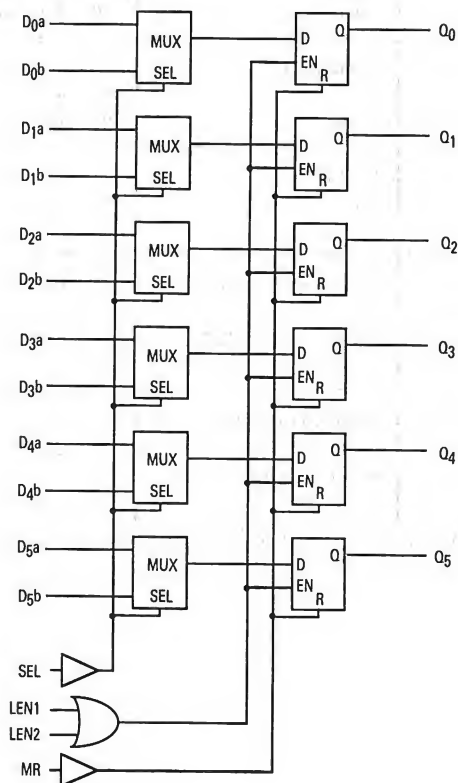 D0a MUX D Q Q0
D0b SEL EN R
D1a MUX D Q Q1
D1b SEL EN R
D2a MUX D Q Q2
D2b SEL EN R
D3a MUX D Q Q3
D3b SEL EN R
D4a MUX D Q Q4
D4b SEL EN R
D5a MUX D Q Q5
D5b SEL EN R
SEL
LEN1
LEN2
MR